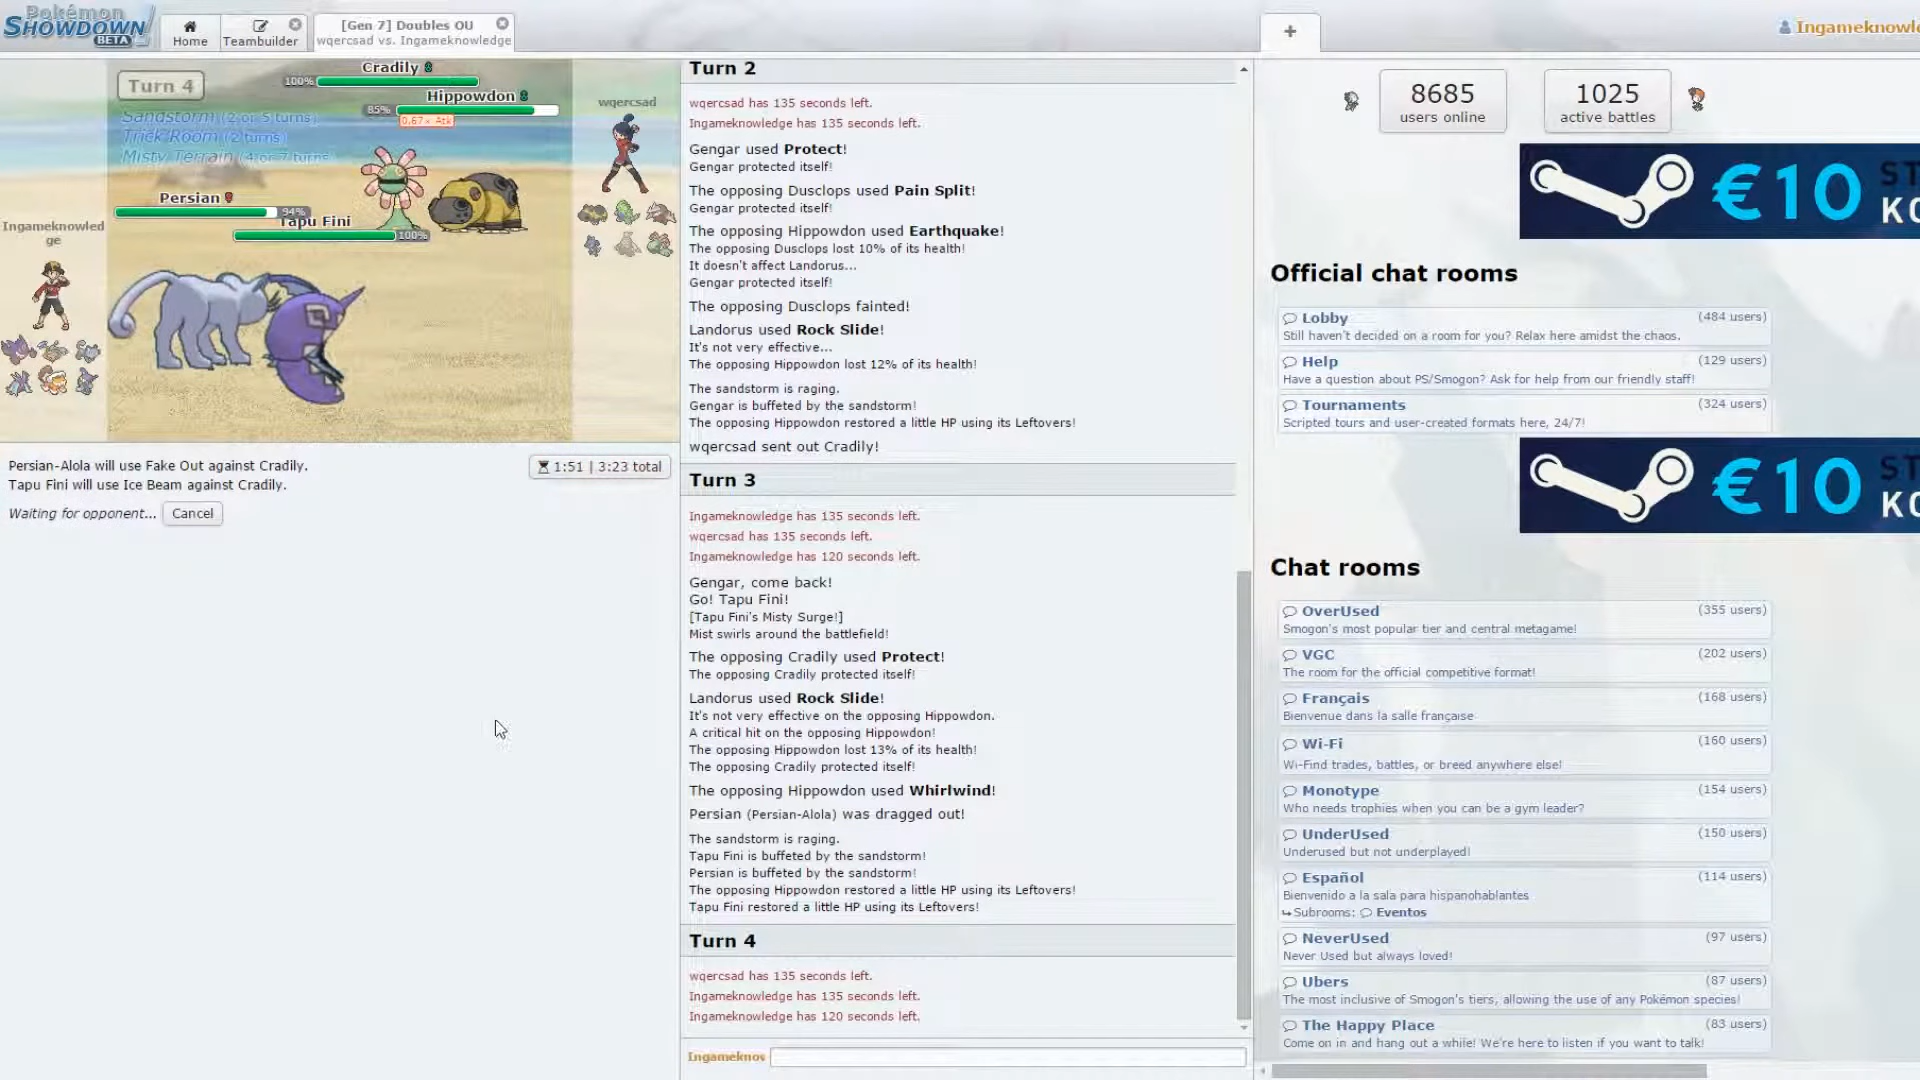 Pokémon
SHOWDOWN
BETA
Home
Teambuilder
[Gen 7] Doubles OU
wqercsad vs. Ingameknowledge
+
Turn 4
Sandstorm (2 or 5 turns)
Trick Room (2 turns)
Misty Terrain (4 or 7 turns
Cradily
100%
Hippowdon
85%
0.67× Atk
Persian
94%
Tapu Fini
100%
wqercsad
Ingameknowled
ge
Persian-Alola will use Fake Out against Cradily.
Tapu Fini will use Ice Beam against Cradily.
1:51 | 3:23 total
Waiting for opponent...
Cancel
Turn 2
wqercsad has 135 seconds left.
Ingameknowledge has 135 seconds left.
Gengar used Protect!
Gengar protected itself!
The opposing Dusclops used Pain Split!
Gengar protected itself!
The opposing Hippowdon used Earthquake!
The opposing Dusclops lost 10% of its health!
It doesn't affect Landorus...
Gengar protected itself!
The opposing Dusclops fainted!
Landorus used Rock Slide!
It's not very effective...
The opposing Hippowdon lost 12% of its health!
The sandstorm is raging.
Gengar is buffeted by the sandstorm!
The opposing Hippowdon restored a little HP using its Leftovers!
wqercsad sent out Cradily!
Turn 3
Ingameknowledge has 135 seconds left.
wqercsad has 135 seconds left.
Ingameknowledge has 120 seconds left.
Gengar, come back!
Go! Tapu Fini!
[Tapu Fini's Misty Surge!]
Mist swirls around the battlefield!
The opposing Cradily used Protect!
The opposing Cradily protected itself!
Landorus used Rock Slide!
It's not very effective on the opposing Hippowdon.
A critical hit on the opposing Hippowdon!
The opposing Hippowdon lost 13% of its health!
The opposing Cradily protected itself!
The opposing Hippowdon used Whirlwind!
Persian (Persian-Alola) was dragged out!
The sandstorm is raging.
Tapu Fini is buffeted by the sandstorm!
Persian is buffeted by the sandstorm!
The opposing Hippowdon restored a little HP using its Leftovers!
Tapu Fini restored a little HP using its Leftovers!
Turn 4
wqercsad has 135 seconds left.
Ingameknowledge has 135 seconds left.
Ingameknowledge has 120 seconds left.
Ingameknos
Ingameknowle
8685
users online
1025
active battles
€10 ST
KO
Official chat rooms
Lobby (484 users)
Still haven't decided on a room for you? Relax here amidst the chaos.
Help (129 users)
Have a question about PS/Smogon? Ask for help from our friendly staff!
Tournaments (324 users)
Scripted tours and user-created formats here, 24/7!
€10 ST
KO
Chat rooms
OverUsed (355 users)
Smogon's most popular tier and central metagame!
VGC (202 users)
The room for the official competitive format!
Français (168 users)
Bienvenue dans la salle française
Wi-Fi (160 users)
Wi-Find trades, battles, or breed anywhere else!
Monotype (154 users)
Who needs trophies when you can be a gym leader?
UnderUsed (150 users)
Underused but not underplayed!
Español (114 users)
Bienvenido a la sala para hispanohablantes
Subrooms: Eventos
NeverUsed (97 users)
Never Used but always loved!
Ubers (87 users)
The most inclusive of Smogon's tiers, allowing the use of any Pokémon species!
The Happy Place (83 users)
Come on in and hang out a while! We're here to listen if you want to talk!